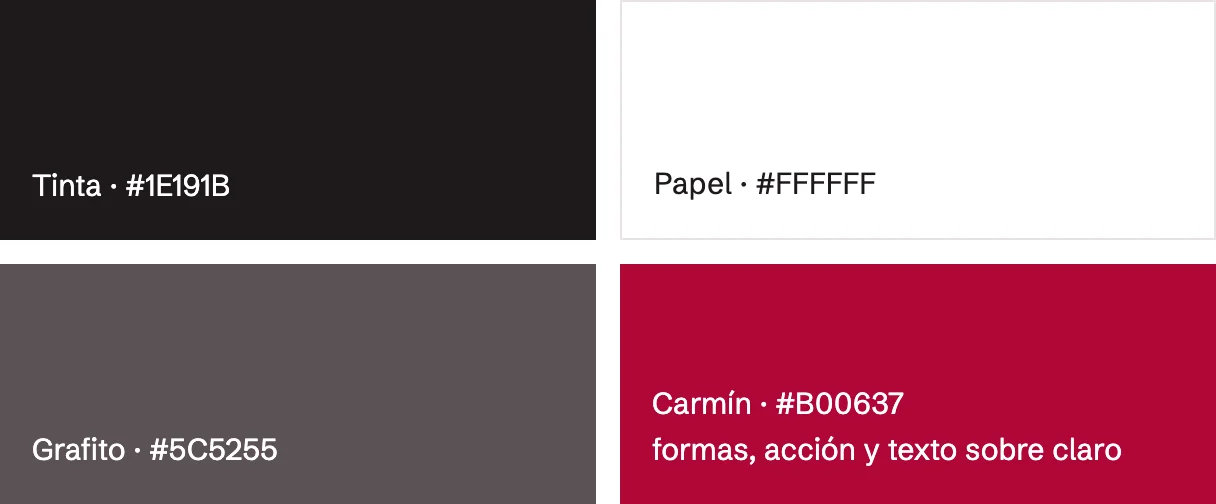 Tinta · #1E191B
Papel · #FFFFFF
Grafito · #5C5255
Carmín · #B00637
formas, acción y texto sobre claro